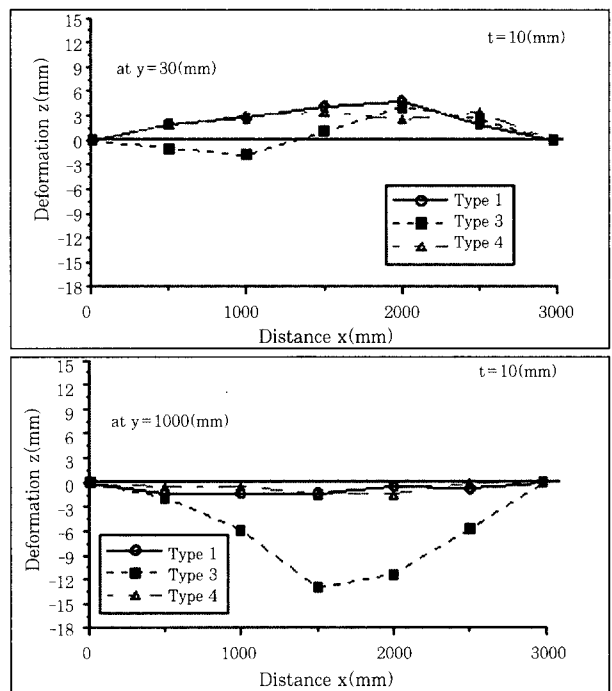 15
12
9
6
3
0
-3
-6
-9
-12
-15
-18
Deformation z(mm)
at y=30(mm)
t=10(mm)
Type 1
Type 3
Type 4
0
1000
2000
3000
Distance x(mm)
15
12
9
6
3
0
-3
-6
-9
-12
-15
-18
Deformation z(mm)
t=10(mm)
at y=1000(mm)
Type 1
Type 3
Type 4
0
1000
2000
3000
Distance x(mm)